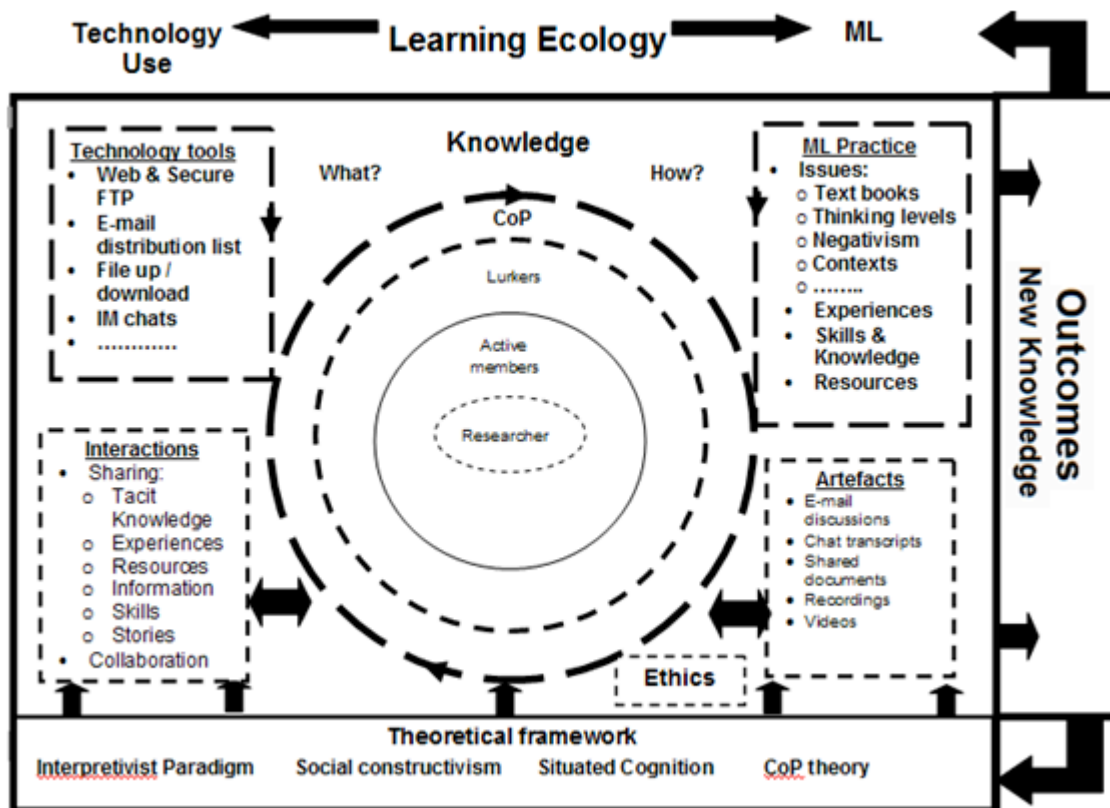 Technology
Use
Learning Ecology
ML
Technology tools
• Web & Secure
FTP
• E-mail
distribution list
• File up /
download
• IM chats
• …………
Knowledge
What?
How?
CoP
Lurkers
Active
members
Researcher
ML Practice
• Issues:
o Text books
o Thinking levels
o Negativism
o Contexts
o ……..
• Experiences
• Skills &
Knowledge
• Resources
Interactions
• Sharing:
o Tacit
Knowledge
o Experiences
o Resources
o Information
o Skills
o Stories
• Collaboration
Artefacts
• E-mail
discussions
• Chat transcripts
• Shared
documents
• Recordings
• Videos
Ethics
Outcomes
New Knowledge
Theoretical framework
Interpretivist Paradigm Social constructivism Situated Cognition CoP theory